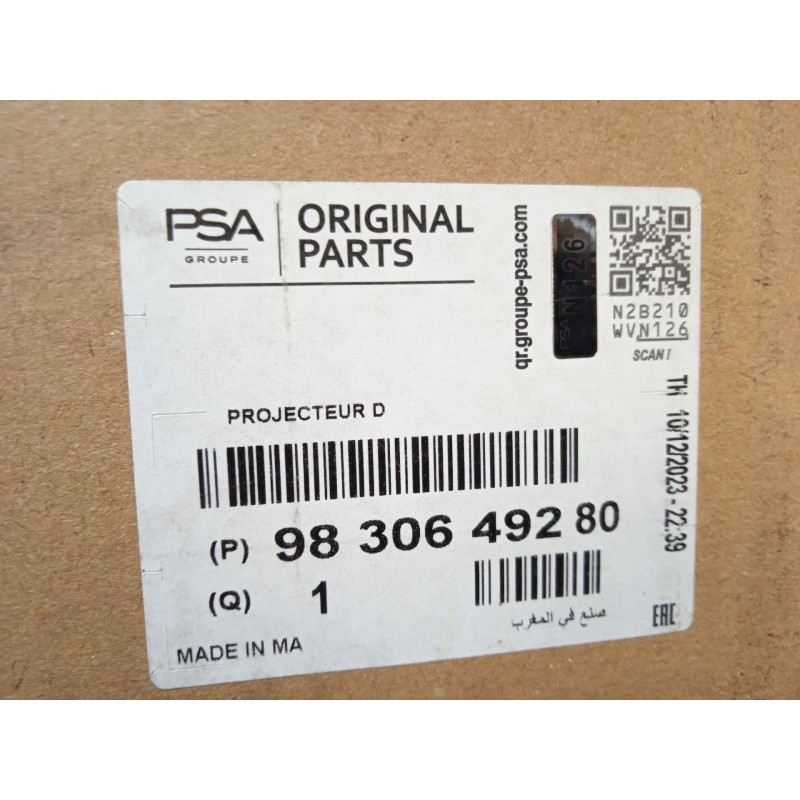 PSA
GROUPE
ORIGINAL
PARTS
qr.groupe-psa.com
PSA N126
N2B210
WVN126
SCAN!
TH 10/12/2023 - 22:39
PROJECTEUR D
(P) 98 306 492 80
(Q) 1
صنع في المغرب
MADE IN MA
EAC